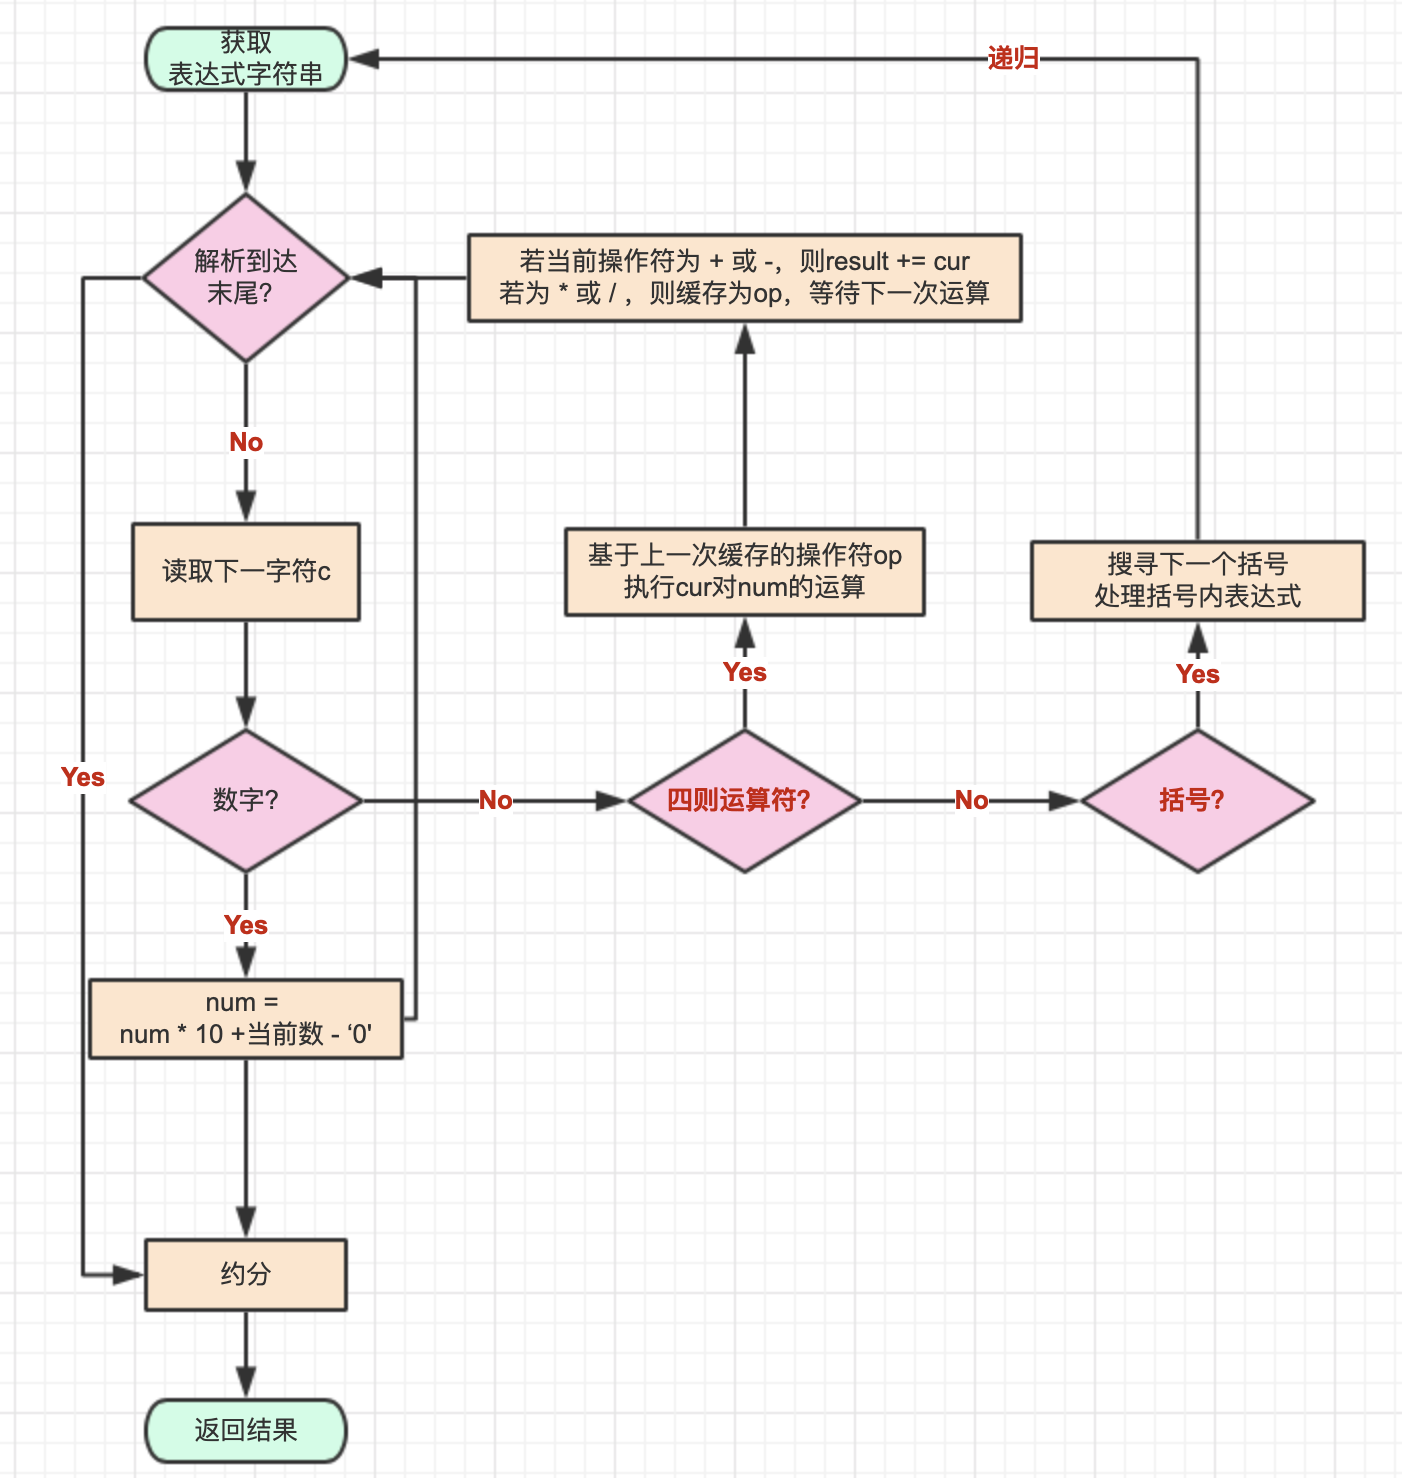 获取
表达式字符串
递归
解析到达
末尾?
若当前操作符为 + 或 -，则result += cur
若为 * 或 / ，则缓存为op，等待下一次运算
No
读取下一字符c
基于上一次缓存的操作符op
执行cur对num的运算
搜寻下一个括号
处理括号内表达式
Yes
Yes
Yes
数字?
No
四则运算符?
No
括号?
Yes
num =
num * 10 +当前数 - ‘0'
约分
返回结果